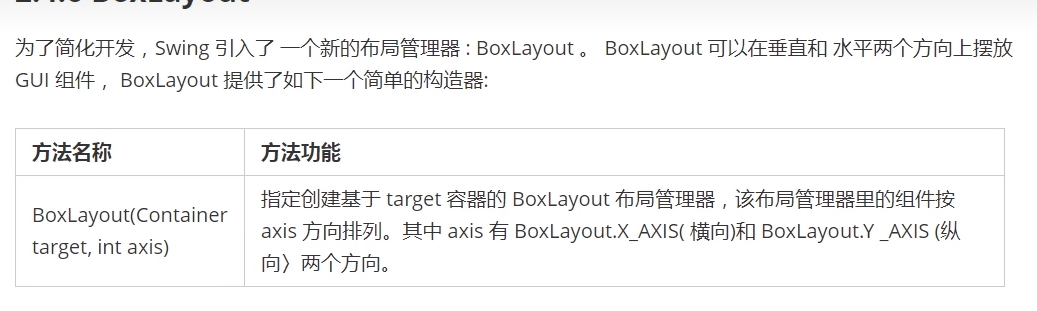 为了简化开发，Swing 引入了 一个新的布局管理器 : BoxLayout 。 BoxLayout 可以在垂直和 水平两个方向上摆放
GUI 组件， BoxLayout 提供了如下一个简单的构造器:
方法名称
方法功能
BoxLayout(Container
target, int axis)
指定创建基于 target 容器的 BoxLayout 布局管理器，该布局管理器里的组件按
axis 方向排列。其中 axis 有 BoxLayout.X_AXIS( 横向)和 BoxLayout.Y _AXIS (纵
向〉两个方向。